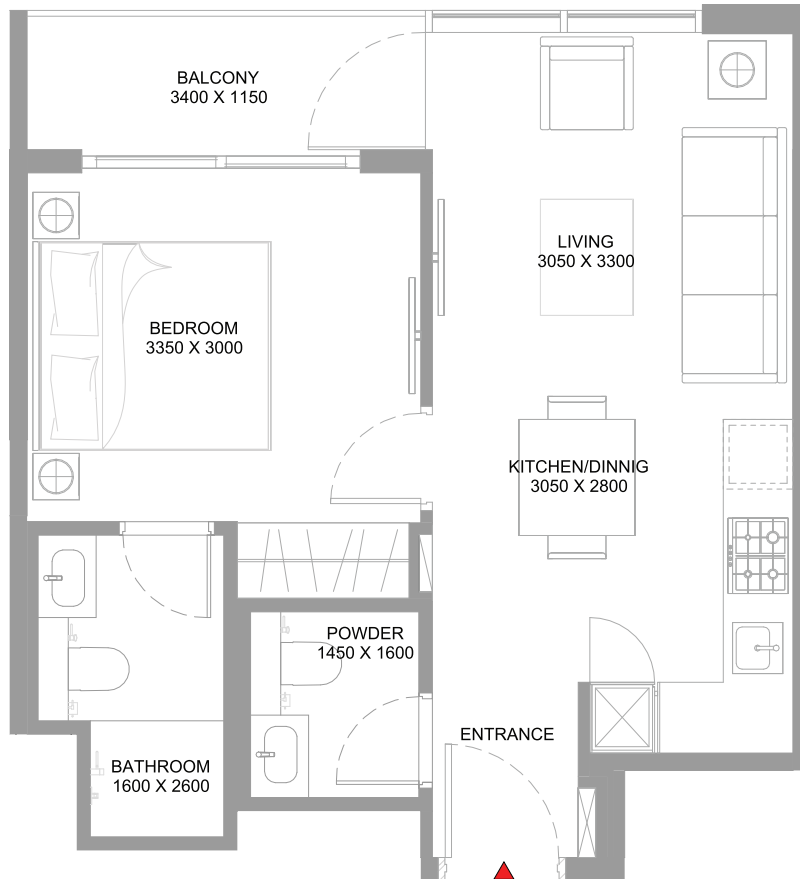 BALCONY
3400 X 1150
LIVING
3050 X 3300
BEDROOM
3350 X 3000
KITCHEN/DINNIG
3050 X 2800
POWDER
1450 X 1600
ENTRANCE
BATHROOM
1600 X 2600